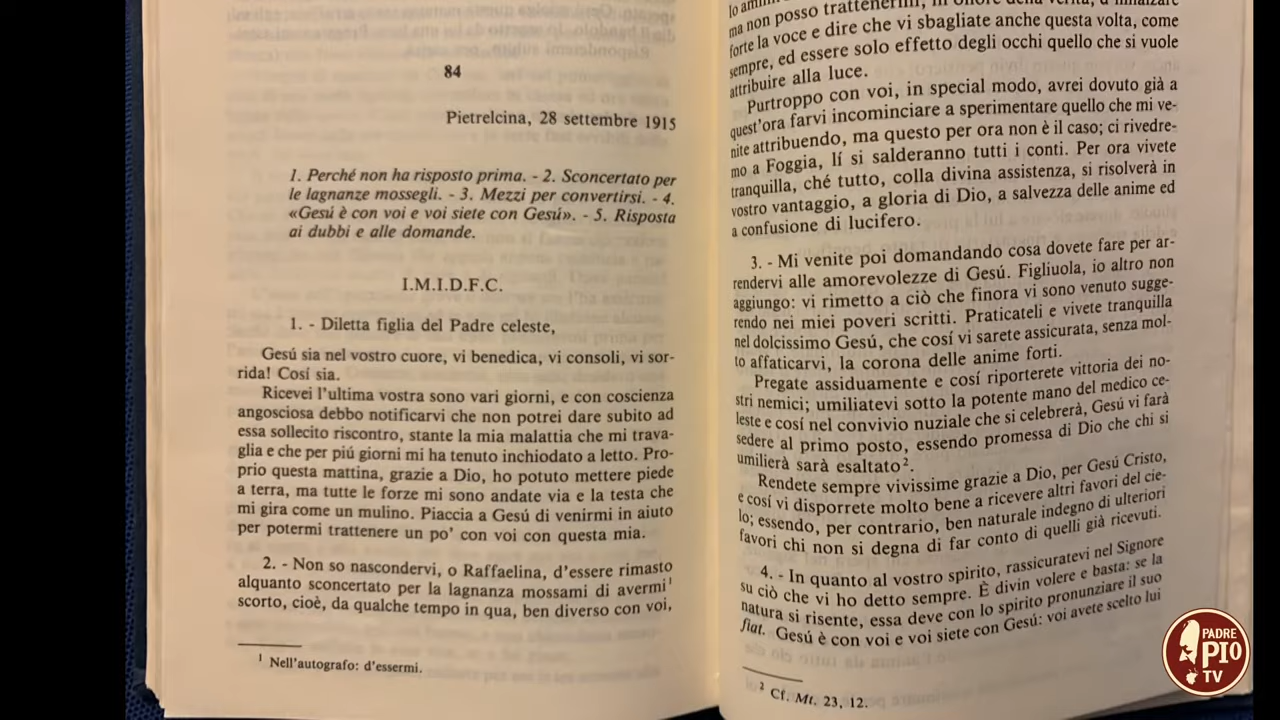 84
Pietrelcina, 28 settembre 1915
1. Perché non ha risposto prima. - 2. Sconcertato per
le lagnanze mossegli. - 3. Mezzi per convertirsi. - 4.
«Gesú è con voi e voi siete con Gesú». - 5. Risposta
ai dubbi e alle domande.
I.M.I.D.F.C.
1. - Diletta figlia del Padre celeste,
Gesú sia nel vostro cuore, vi benedica, vi consoli, vi sor-
rida! Cosí sia.
Ricevei l'ultima vostra sono vari giorni, e con coscienza
angosciosa debbo notificarvi che non potrei dare subito ad
essa sollecito riscontro, stante la mia malattia che mi trava-
glia e che per piú giorni mi ha tenuto inchiodato a letto. Pro-
prio questa mattina, grazie a Dio, ho potuto mettere piede
a terra, ma tutte le forze mi sono andate via e la testa che
mi gira come un mulino. Piaccia a Gesú di venirmi in aiuto
per potermi trattenere un po' con voi con questa mia.
2. - Non so nascondervi, o Raffaelina, d'essere rimasto
alquanto sconcertato per la lagnanza mossami di avermi¹
scorto, cioè, da qualche tempo in qua, ben diverso con voi,
¹ Nell'autografo: d'essermi.
ma non posso trattenermi, in onore della verità, d'innalzare
forte la voce e dire che vi sbagliate anche questa volta, come
sempre, ed essere solo effetto degli occhi quello che si vuole
attribuire alla luce.
Purtroppo con voi, in special modo, avrei dovuto già a
quest'ora farvi incominciare a sperimentare quello che mi ve-
nite attribuendo, ma questo per ora non è il caso; ci rivedre-
mo a Foggia, lí si salderanno tutti i conti. Per ora vivete
tranquilla, ché tutto, colla divina assistenza, si risolverà in
vostro vantaggio, a gloria di Dio, a salvezza delle anime ed
a confusione di lucifero.
3. - Mi venite poi domandando cosa dovete fare per ar-
rendervi alle amorevolezze di Gesú. Figliuola, io altro non
aggiungo: vi rimetto a ciò che finora vi sono venuto sugge-
rendo nei miei poveri scritti. Praticateli e vivete tranquilla
nel dolcissimo Gesú, che cosí vi sarete assicurata, senza mol-
to affaticarvi, la corona delle anime forti.
Pregate assiduamente e cosí riporterete vittoria dei no-
stri nemici; umiliatevi sotto la potente mano del medico ce-
leste e cosí nel convivio nuziale che si celebrerà, Gesú vi farà
sedere al primo posto, essendo promessa di Dio che chi si
umilierà sarà esaltato².
Rendete sempre vivissime grazie a Dio, per Gesú Cristo,
e cosí vi disporrete molto bene a ricevere altri favori del cie-
lo; essendo, per contrario, ben naturale indegno di ulteriori
favori chi non si degna di far conto di quelli già ricevuti.
4. - In quanto al vostro spirito, rassicuratevi nel Signore
su ciò che vi ho detto sempre. È divin volere e basta: se la
natura si risente, essa deve con lo spirito pronunziare il suo
fiat. Gesú è con voi e voi siete con Gesú: voi avete scelto lui
² Cf. Mt. 23, 12.
PADRE
PIO
TV